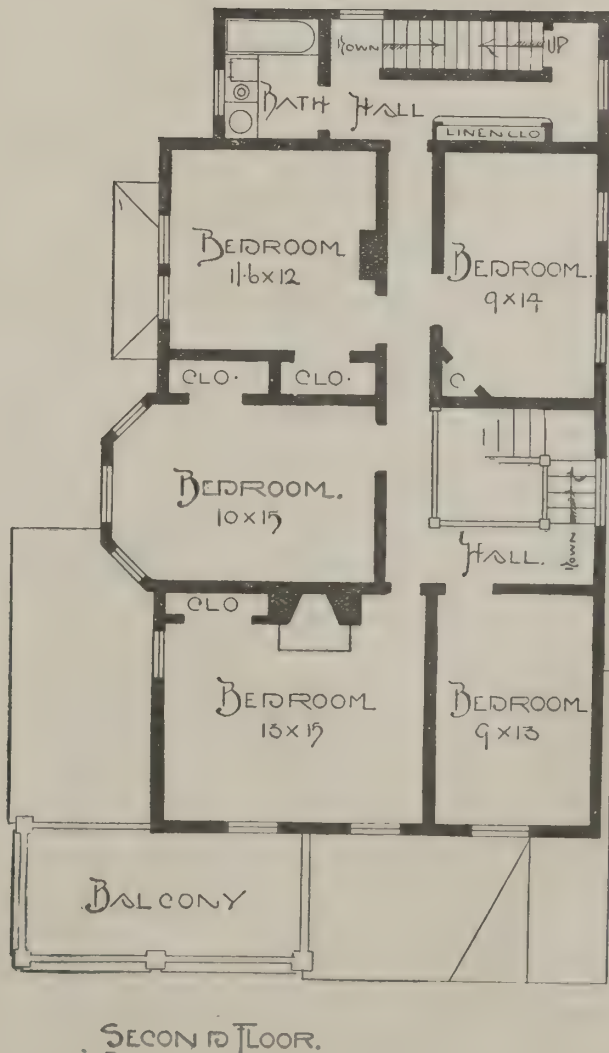 DOWN
UP
BATH
HALL
LINEN CLO
BEDROOM
11·6 × 12
BEDROOM.
9 × 14
CLO.
CLO.
C
BEDROOM.
10 × 15
HALL.
DOWN
CLO
BEDROOM
13 × 15
BEDROOM
9 × 13
BALCONY
SECOND FLOOR.